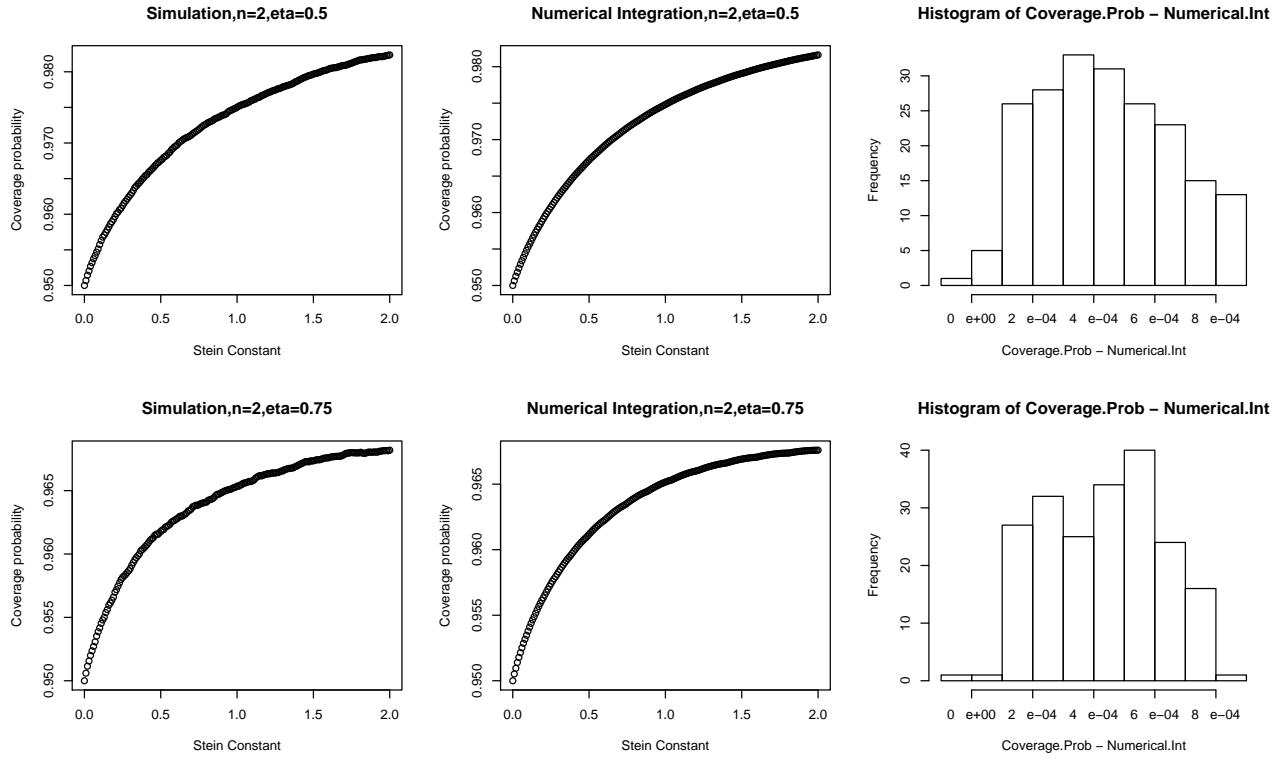 Simulation,n=2,eta=0.5
Numerical Integration,n=2,eta=0.5
Histogram of Coverage.Prob − Numerical.Int
Coverage probability
0.950 0.960 0.970 0.980
0.0 0.5 1.0 1.5 2.0
Stein Constant
Coverage probability
0.950 0.960 0.970 0.980
0.0 0.5 1.0 1.5 2.0
Stein Constant
Frequency
0 5 10 15 20 25 30
0 e+00 2 e−04 4 e−04 6 e−04 8 e−04
Coverage.Prob − Numerical.Int
Simulation,n=2,eta=0.75
Numerical Integration,n=2,eta=0.75
Histogram of Coverage.Prob − Numerical.Int
Coverage probability
0.950 0.955 0.960 0.965
0.0 0.5 1.0 1.5 2.0
Stein Constant
Coverage probability
0.950 0.955 0.960 0.965
0.0 0.5 1.0 1.5 2.0
Stein Constant
Frequency
0 10 20 30 40
0 e+00 2 e−04 4 e−04 6 e−04 8 e−04
Coverage.Prob − Numerical.Int